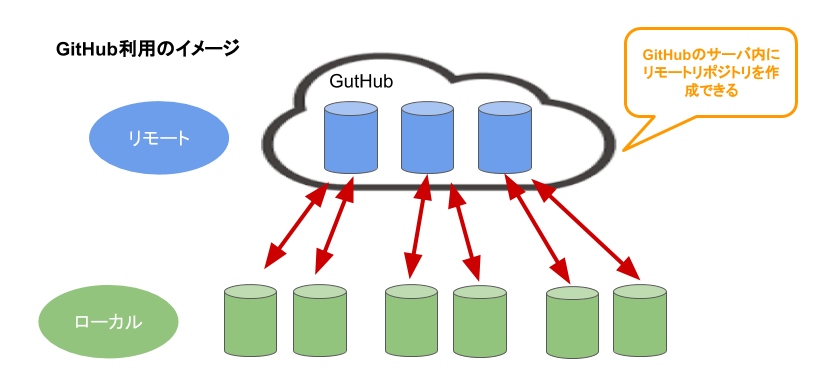 GitHub利用のイメージ
GutHub
GitHubのサーバ内に
リモートリポジトリを作
成できる
リモート
ローカル